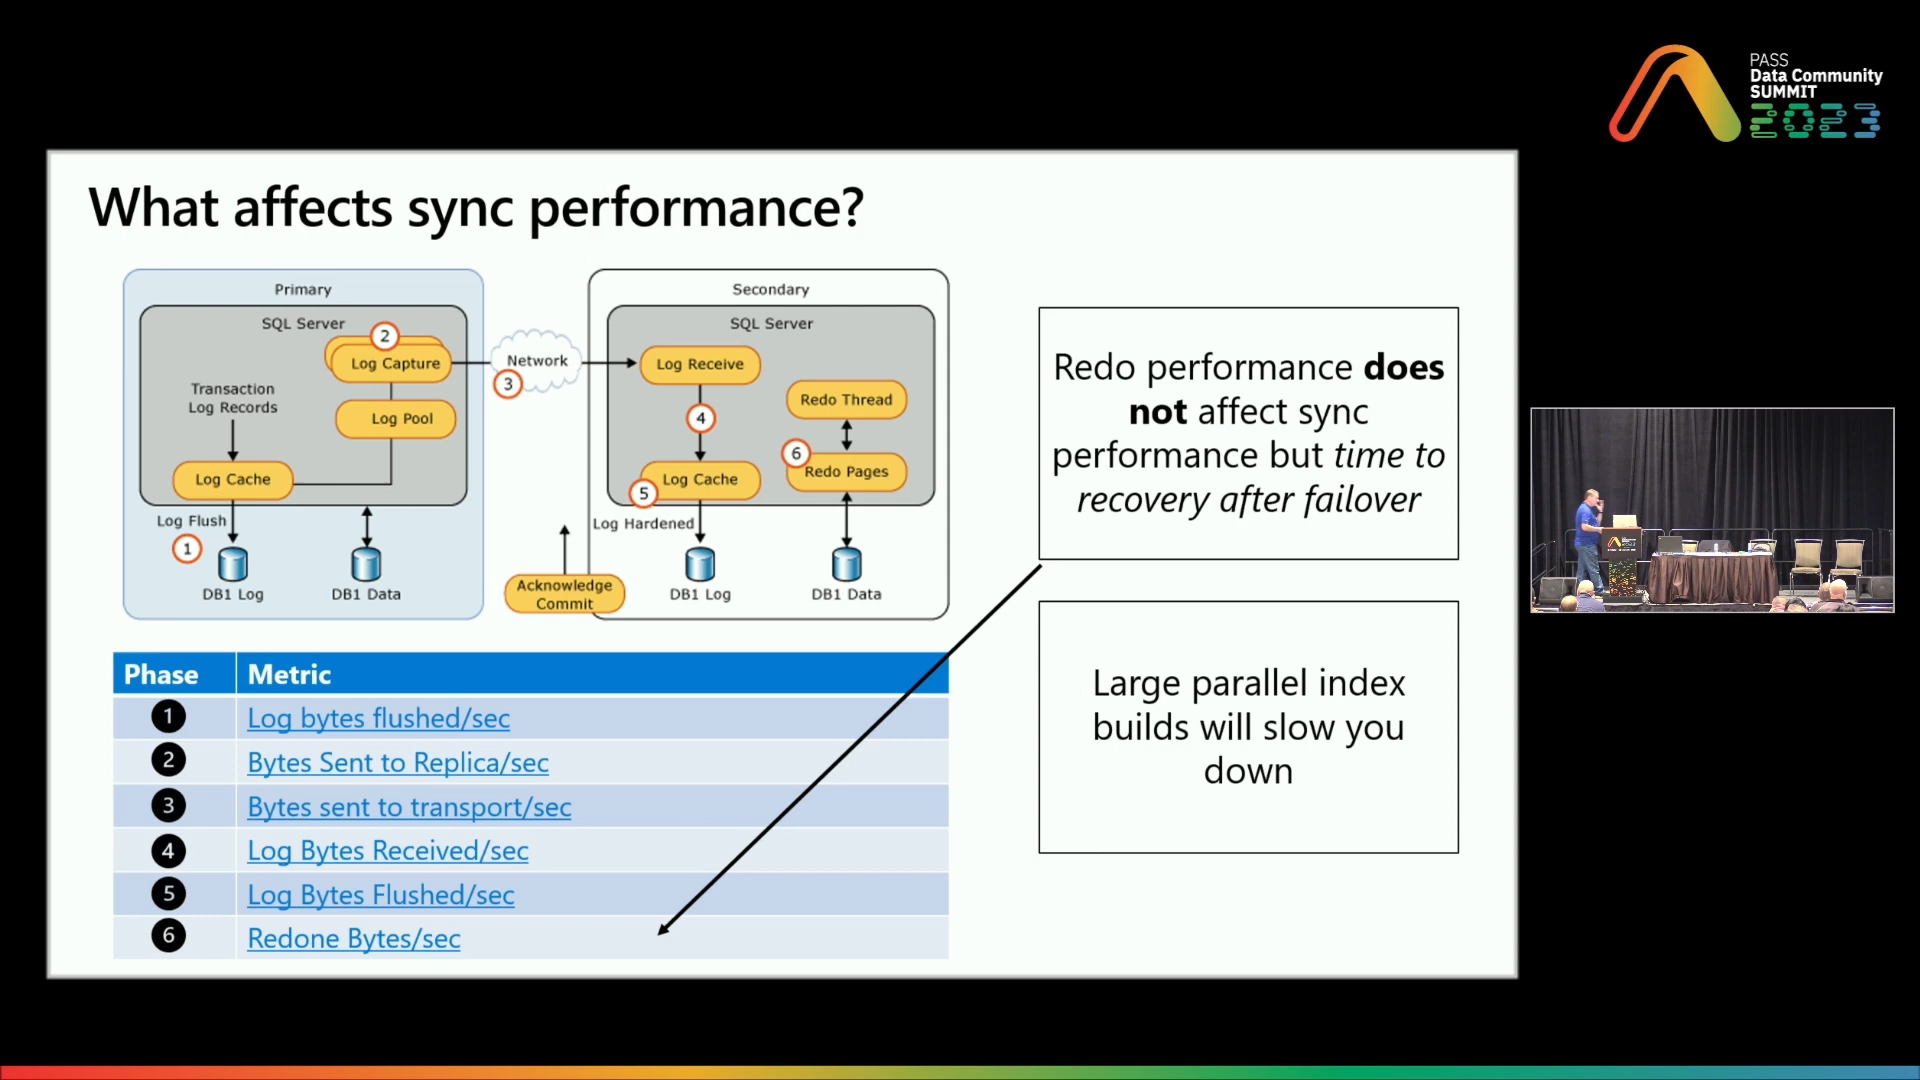 PASS
Data Community
SUMMIT
2023
What affects sync performance?
Primary
SQL Server
2
Log Capture
Transaction
Log Records
Log Pool
Log Cache
Log Flush
1
DB1 Log
DB1 Data
Network
3
Acknowledge
Commit
Secondary
SQL Server
Log Receive
4
Redo Thread
6
Redo Pages
Log Cache
5
Log Hardened
DB1 Log
DB1 Data
Phase Metric
1 Log bytes flushed/sec
2 Bytes Sent to Replica/sec
3 Bytes sent to transport/sec
4 Log Bytes Received/sec
5 Log Bytes Flushed/sec
6 Redone Bytes/sec
Redo performance does
not affect sync
performance but time to
recovery after failover
Large parallel index
builds will slow you
down